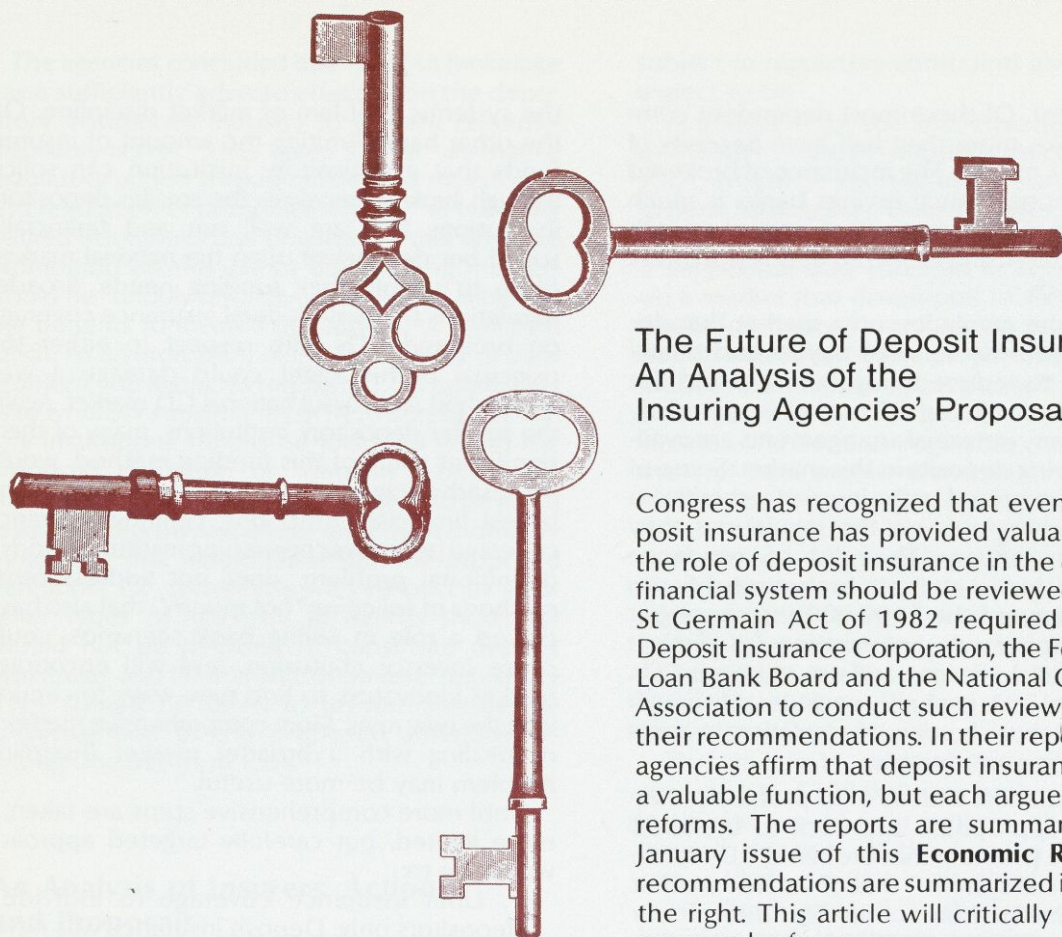 The Future of Deposit Insur
An Analysis of the
Insuring Agencies' Proposa
Congress has recognized that even
posit insurance has provided valua
the role of deposit insurance in the
financial system should be reviewe
St Germain Act of 1982 required
Deposit Insurance Corporation, the Fe
Loan Bank Board and the National C
Association to conduct such review
their recommendations. In their repl
agencies affirm that deposit insuran
a valuable function, but each argue
reforms. The reports are summar
January issue of this Economic R
recommendations are summarized i
the right. This article will critically